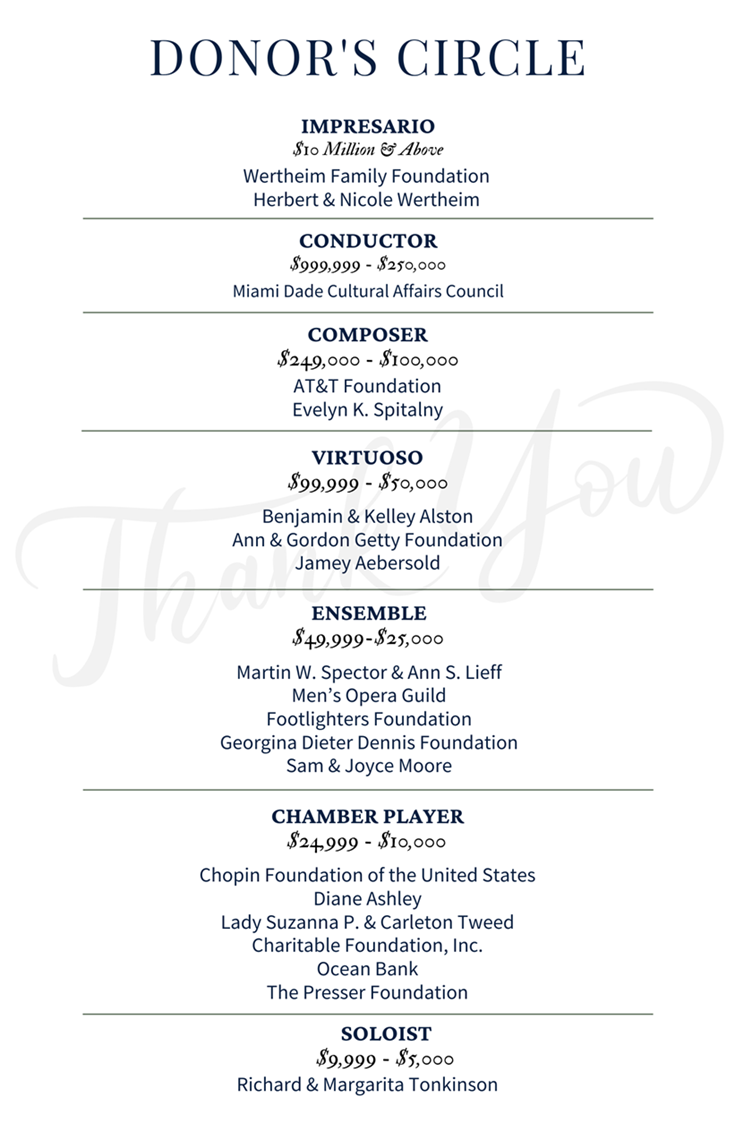 DONOR'S CIRCLE
IMPRESARIO
$10 Million & Above
Wertheim Family Foundation
Herbert & Nicole Wertheim
CONDUCTOR
$999,999 - $250,000
Miami Dade Cultural Affairs Council
COMPOSER
$249,000 - $100,000
AT&T Foundation
Evelyn K. Spitalny
Thank You
VIRTUOSO
$99,999 - $50,000
Benjamin & Kelley Alston
Ann & Gordon Getty Foundation
Jamey Aebersold
ENSEMBLE
$49,999-$25,000
Martin W. Spector & Ann S. Lieff
Men’s Opera Guild
Footlighters Foundation
Georgina Dieter Dennis Foundation
Sam & Joyce Moore
CHAMBER PLAYER
$24,999 - $10,000
Chopin Foundation of the United States
Diane Ashley
Lady Suzanna P. & Carleton Tweed
Charitable Foundation, Inc.
Ocean Bank
The Presser Foundation
SOLOIST
$9,999 - $5,000
Richard & Margarita Tonkinson